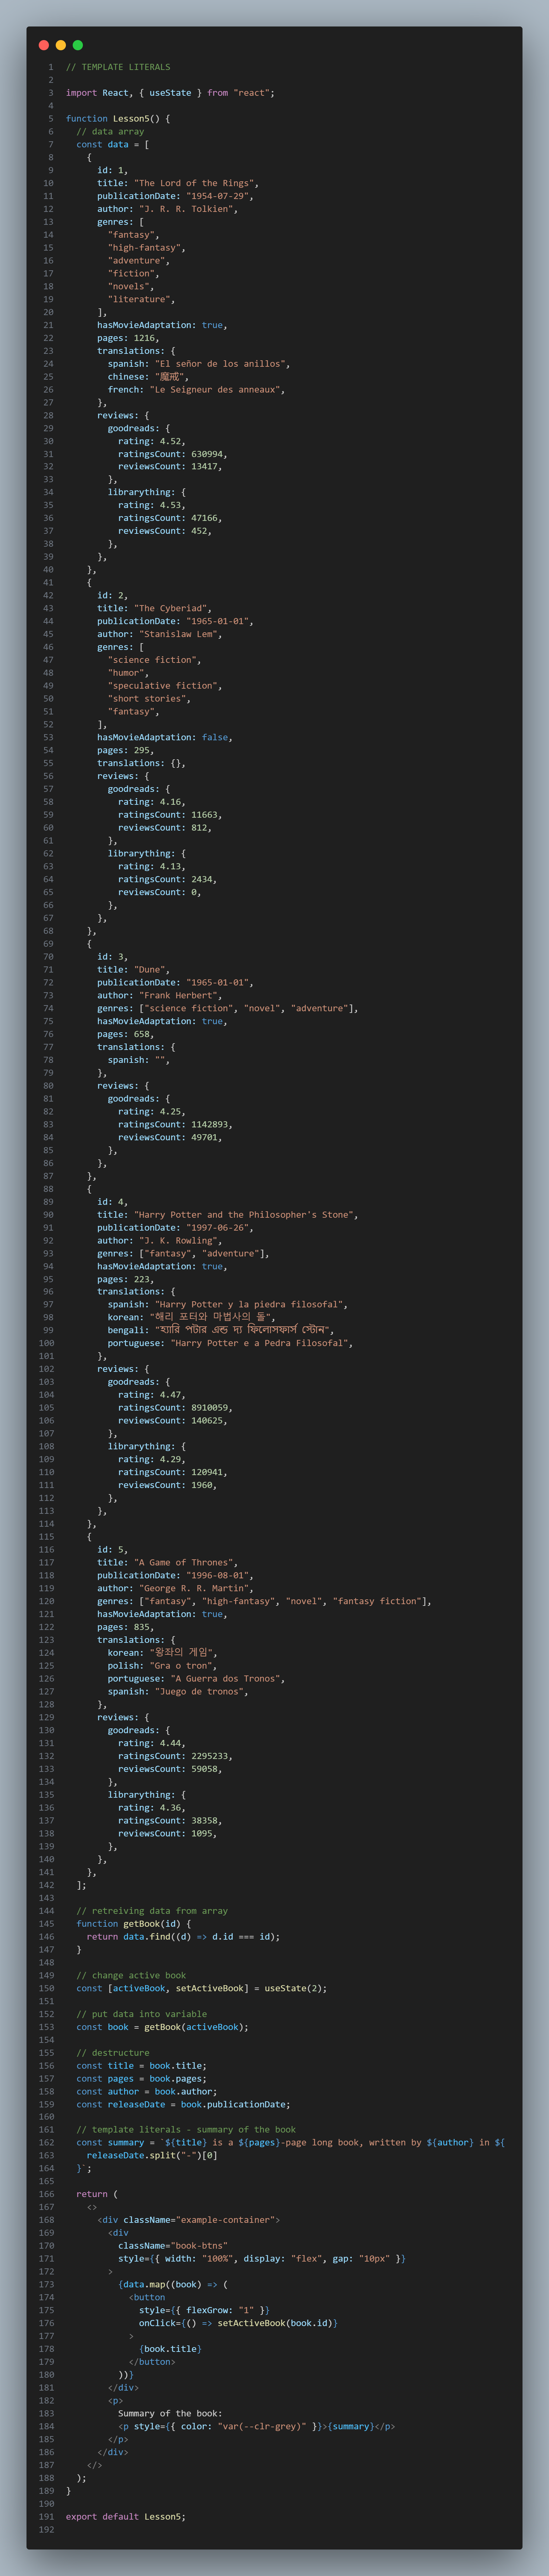 1 // TEMPLATE LITERALS
2
3 import React, { useState } from "react";
4
5 function Lesson5() {
6   // data array
7   const data = [
8     {
9       id: 1,
10       title: "The Lord of the Rings",
11       publicationDate: "1954-07-29",
12       author: "J. R. R. Tolkien",
13       genres: [
14         "fantasy",
15         "high-fantasy",
16         "adventure",
17         "fiction",
18         "novels",
19         "literature",
20       ],
21       hasMovieAdaptation: true,
22       pages: 1216,
23       translations: {
24         spanish: "El señor de los anillos",
25         chinese: "魔戒",
26         french: "Le Seigneur des anneaux",
27       },
28       reviews: {
29         goodreads: {
30           rating: 4.52,
31           ratingsCount: 630994,
32           reviewsCount: 13417,
33         },
34         librarything: {
35           rating: 4.53,
36           ratingsCount: 47166,
37           reviewsCount: 452,
38         },
39       },
40     },
41     {
42       id: 2,
43       title: "The Cyberiad",
44       publicationDate: "1965-01-01",
45       author: "Stanislaw Lem",
46       genres: [
47         "science fiction",
48         "humor",
49         "speculative fiction",
50         "short stories",
51         "fantasy",
52       ],
53       hasMovieAdaptation: false,
54       pages: 295,
55       translations: {},
56       reviews: {
57         goodreads: {
58           rating: 4.16,
59           ratingsCount: 11663,
60           reviewsCount: 812,
61         },
62         librarything: {
63           rating: 4.13,
64           ratingsCount: 2434,
65           reviewsCount: 0,
66         },
67       },
68     },
69     {
70       id: 3,
71       title: "Dune",
72       publicationDate: "1965-01-01",
73       author: "Frank Herbert",
74       genres: ["science fiction", "novel", "adventure"],
75       hasMovieAdaptation: true,
76       pages: 658,
77       translations: {
78         spanish: "",
79       },
80       reviews: {
81         goodreads: {
82           rating: 4.25,
83           ratingsCount: 1142893,
84           reviewsCount: 49701,
85         },
86       },
87     },
88     {
89       id: 4,
90       title: "Harry Potter and the Philosopher's Stone",
91       publicationDate: "1997-06-26",
92       author: "J. K. Rowling",
93       genres: ["fantasy", "adventure"],
94       hasMovieAdaptation: true,
95       pages: 223,
96       translations: {
97         spanish: "Harry Potter y la piedra filosofal",
98         korean: "해리 포터와 마법사의 돌",
99         bengali: "হ্যারি পটার এন্ড দ্য ফিলোসফার্স স্টোন",
100         portuguese: "Harry Potter e a Pedra Filosofal",
101       },
102       reviews: {
103         goodreads: {
104           rating: 4.47,
105           ratingsCount: 8910059,
106           reviewsCount: 140625,
107         },
108         librarything: {
109           rating: 4.29,
110           ratingsCount: 120941,
111           reviewsCount: 1960,
112         },
113       },
114     },
115     {
116       id: 5,
117       title: "A Game of Thrones",
118       publicationDate: "1996-08-01",
119       author: "George R. R. Martin",
120       genres: ["fantasy", "high-fantasy", "novel", "fantasy fiction"],
121       hasMovieAdaptation: true,
122       pages: 835,
123       translations: {
124         korean: "왕좌의 게임",
125         polish: "Gra o tron",
126         portuguese: "A Guerra dos Tronos",
127         spanish: "Juego de tronos",
128       },
129       reviews: {
130         goodreads: {
131           rating: 4.44,
132           ratingsCount: 2295233,
133           reviewsCount: 59058,
134         },
135         librarything: {
136           rating: 4.36,
137           ratingsCount: 38358,
138           reviewsCount: 1095,
139         },
140       },
141     },
142   ];
143
144   // retreiving data from array
145   function getBook(id) {
146     return data.find((d) => d.id === id);
147   }
148
149   // change active book
150   const [activeBook, setActiveBook] = useState(2);
151
152   // put data into variable
153   const book = getBook(activeBook);
154
155   // destructure
156   const title = book.title;
157   const pages = book.pages;
158   const author = book.author;
159   const releaseDate = book.publicationDate;
160
161   // template literals - summary of the book
162   const summary = `${title} is a ${pages}-page long book, written by ${author} in ${
163     releaseDate.split("-")[0]
164   }`;
165
166   return (
167     <>
168       <div className="example-container">
169         <div
170           className="book-btns"
171           style={{ width: "100%", display: "flex", gap: "10px" }}
172         >
173           {data.map((book) => (
174             <button
175               style={{ flexGrow: "1" }}
176               onClick={() => setActiveBook(book.id)}
177             >
178               {book.title}
179             </button>
180           ))}
181         </div>
182         <p>
183           Summary of the book:
184           <p style={{ color: "var(--clr-grey)" }}>{summary}</p>
185         </p>
186       </div>
187     </>
188   );
189 }
190
191 export default Lesson5;
192